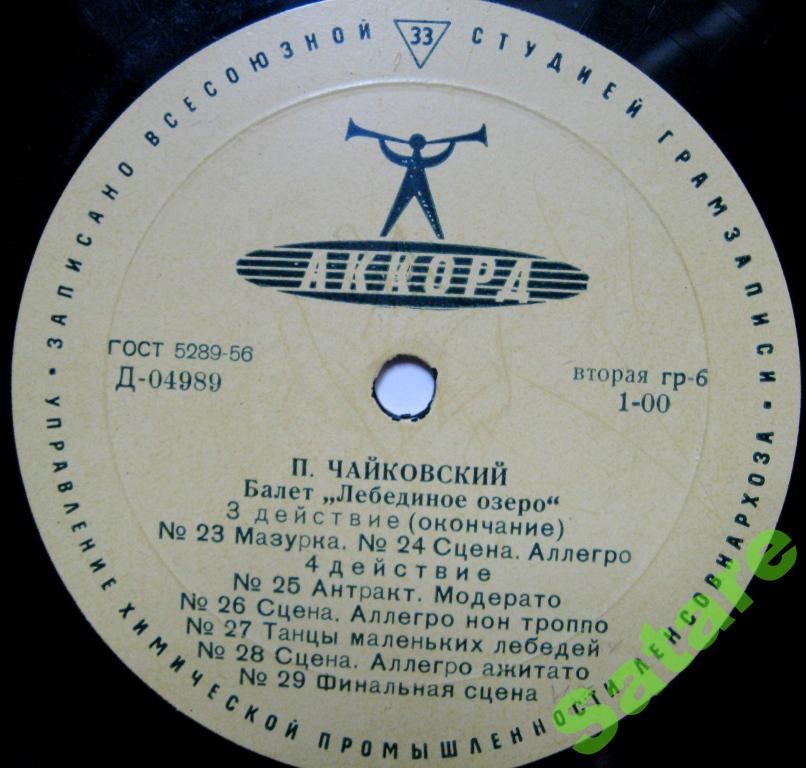 ЗАПИСАНО ВСЕСОЮЗНОЙ СТУДИЕЙ ГРАМЗАПИСИ •
УПРАВЛЕНИЕ ХИМИЧЕСКОЙ ПРОМЫШЛЕННОСТИ ЛЕНСОВНАРХОЗА •
33
АККОРД
ГОСТ 5289-56
Д-04989
вторая гр-6
1-00
П. ЧАЙКОВСКИЙ
Балет „Лебединое озеро“
3 действие (окончание)
№ 23 Мазурка. № 24 Сцена. Аллегро
4 действие
№ 25 Антракт. Модерато
№ 26 Сцена. Аллегро нон троппо
№ 27 Танцы маленьких лебедей
№ 28 Сцена. Аллегро ажитато
№ 29 Финальная сцена
Satare